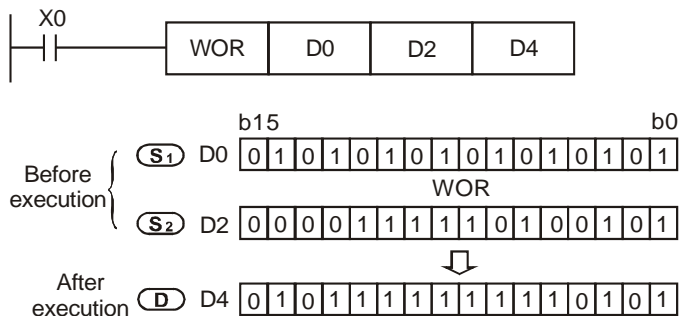 X0
WOR D0 D2 D4
b15 b0
Before execution
S1 D0 0 1 0 1 0 1 0 1 0 1 0 1 0 1 0 1
WOR
S2 D2 0 0 0 0 1 1 1 1 1 0 1 0 0 1 0 1
After execution
D D4 0 1 0 1 1 1 1 1 1 1 1 1 0 1 0 1